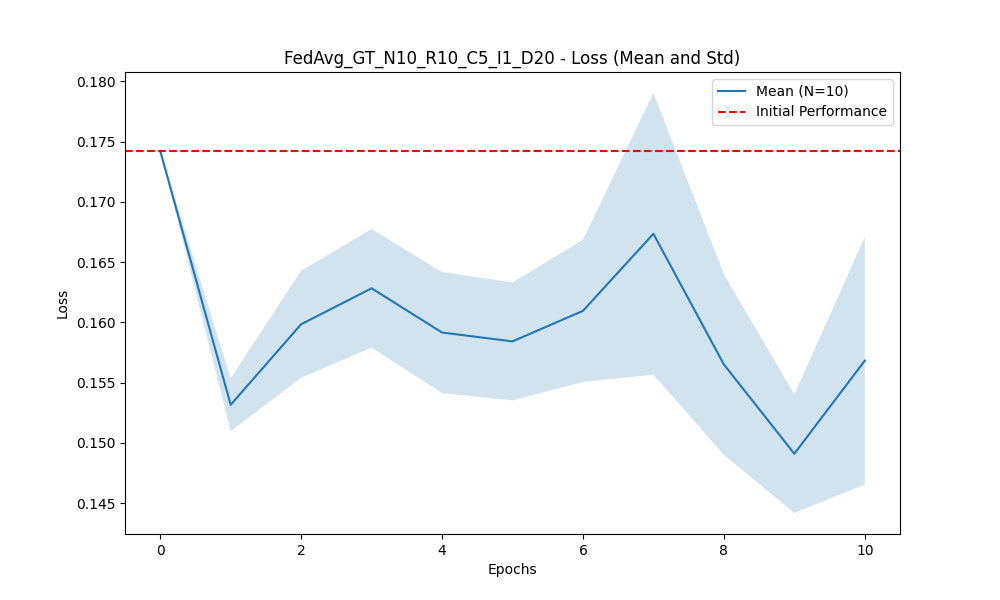 FedAvg_GT_N10_R10_C5_I1_D20 - Loss (Mean and Std)
Mean (N=10)
Initial Performance
Loss
0.180
0.175
0.170
0.165
0.160
0.155
0.150
0.145
0 2 4 6 8 10
Epochs